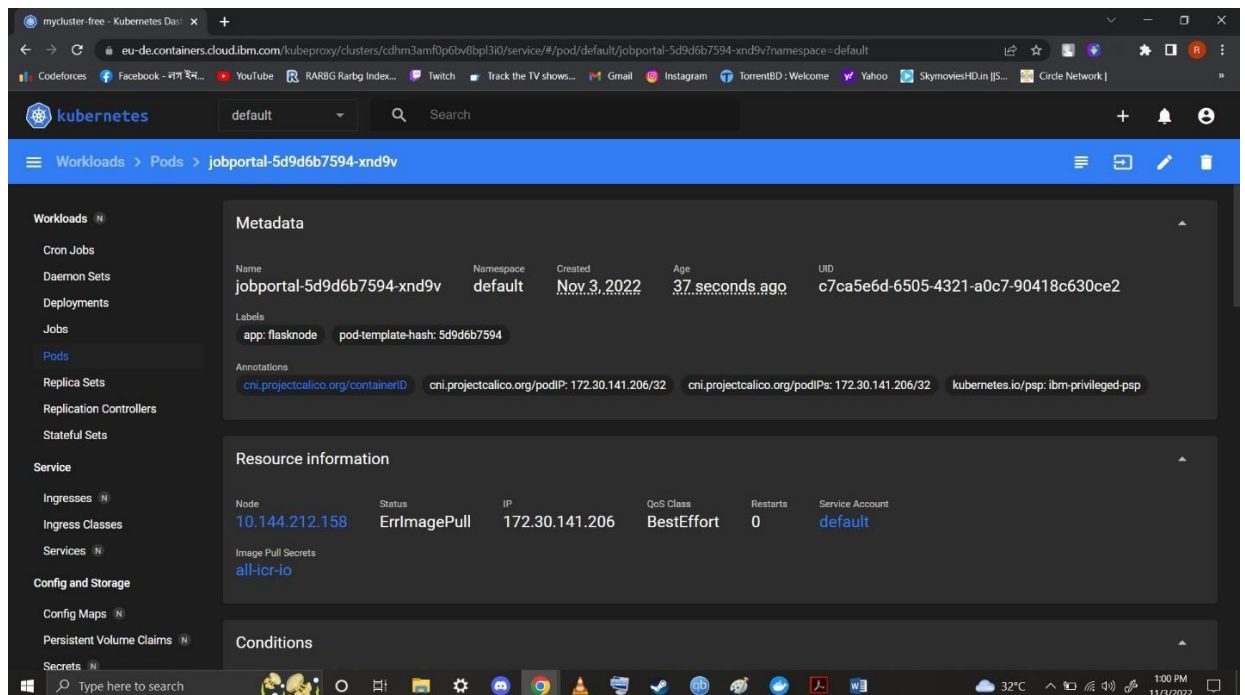 mycluster-free - Kubernetes Das
eu-de.containers.cloud.ibm.com/kubeproxy/clusters/cdhm3amf0p6bv8bpl3i0/service/#/pod/default/jobportal-5d9d6b7594-xnd9v?namespace=default
R
Codeforces Facebook - লগ ইন... YouTube RARBG Rarbg Index... Twitch Track the TV shows... Gmail Instagram TorrentBD : Welcome Yahoo SkymoviesHD.in ||S... Circle Network | »
kubernetes default Search
Workloads > Pods > jobportal-5d9d6b7594-xnd9v
Workloads N
Cron Jobs
Daemon Sets
Deployments
Jobs
Pods
Replica Sets
Replication Controllers
Stateful Sets
Service
Ingresses N
Ingress Classes
Services N
Config and Storage
Config Maps N
Persistent Volume Claims N
Secrets N
Metadata
Name Namespace Created Age UID
jobportal-5d9d6b7594-xnd9v default Nov 3, 2022 37 seconds ago c7ca5e6d-6505-4321-a0c7-90418c630ce2
Labels
app: flasknode pod-template-hash: 5d9d6b7594
Annotations
cni.projectcalico.org/containerID cni.projectcalico.org/podIP: 172.30.141.206/32 cni.projectcalico.org/podIPs: 172.30.141.206/32 kubernetes.io/psp: ibm-privileged-psp
Resource information
Node Status IP QoS Class Restarts Service Account
10.144.212.158 ErrImagePull 172.30.141.206 BestEffort 0 default
Image Pull Secrets
all-icr-io
Conditions
Type here to search qb W 32°C 1:00 PM
11/3/2022